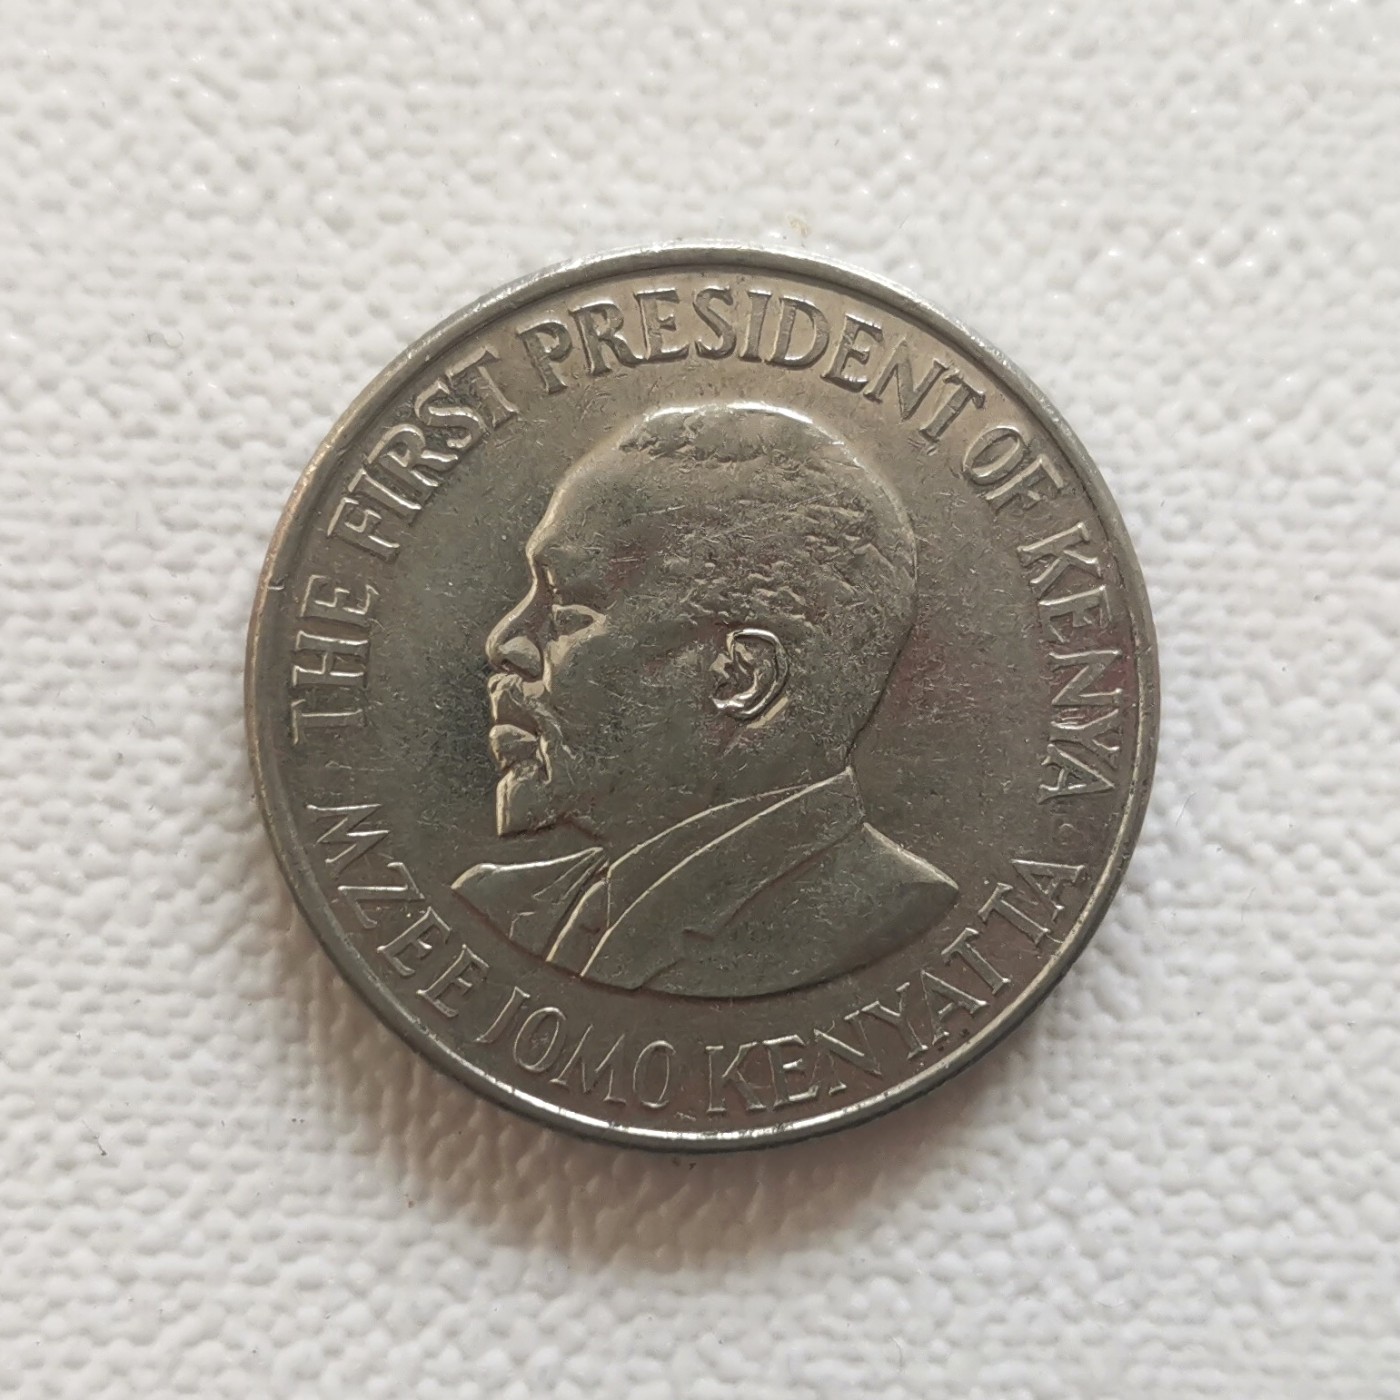 THE FIRST PRESIDENT OF KENYA
MZEE JOMO KENYATTA